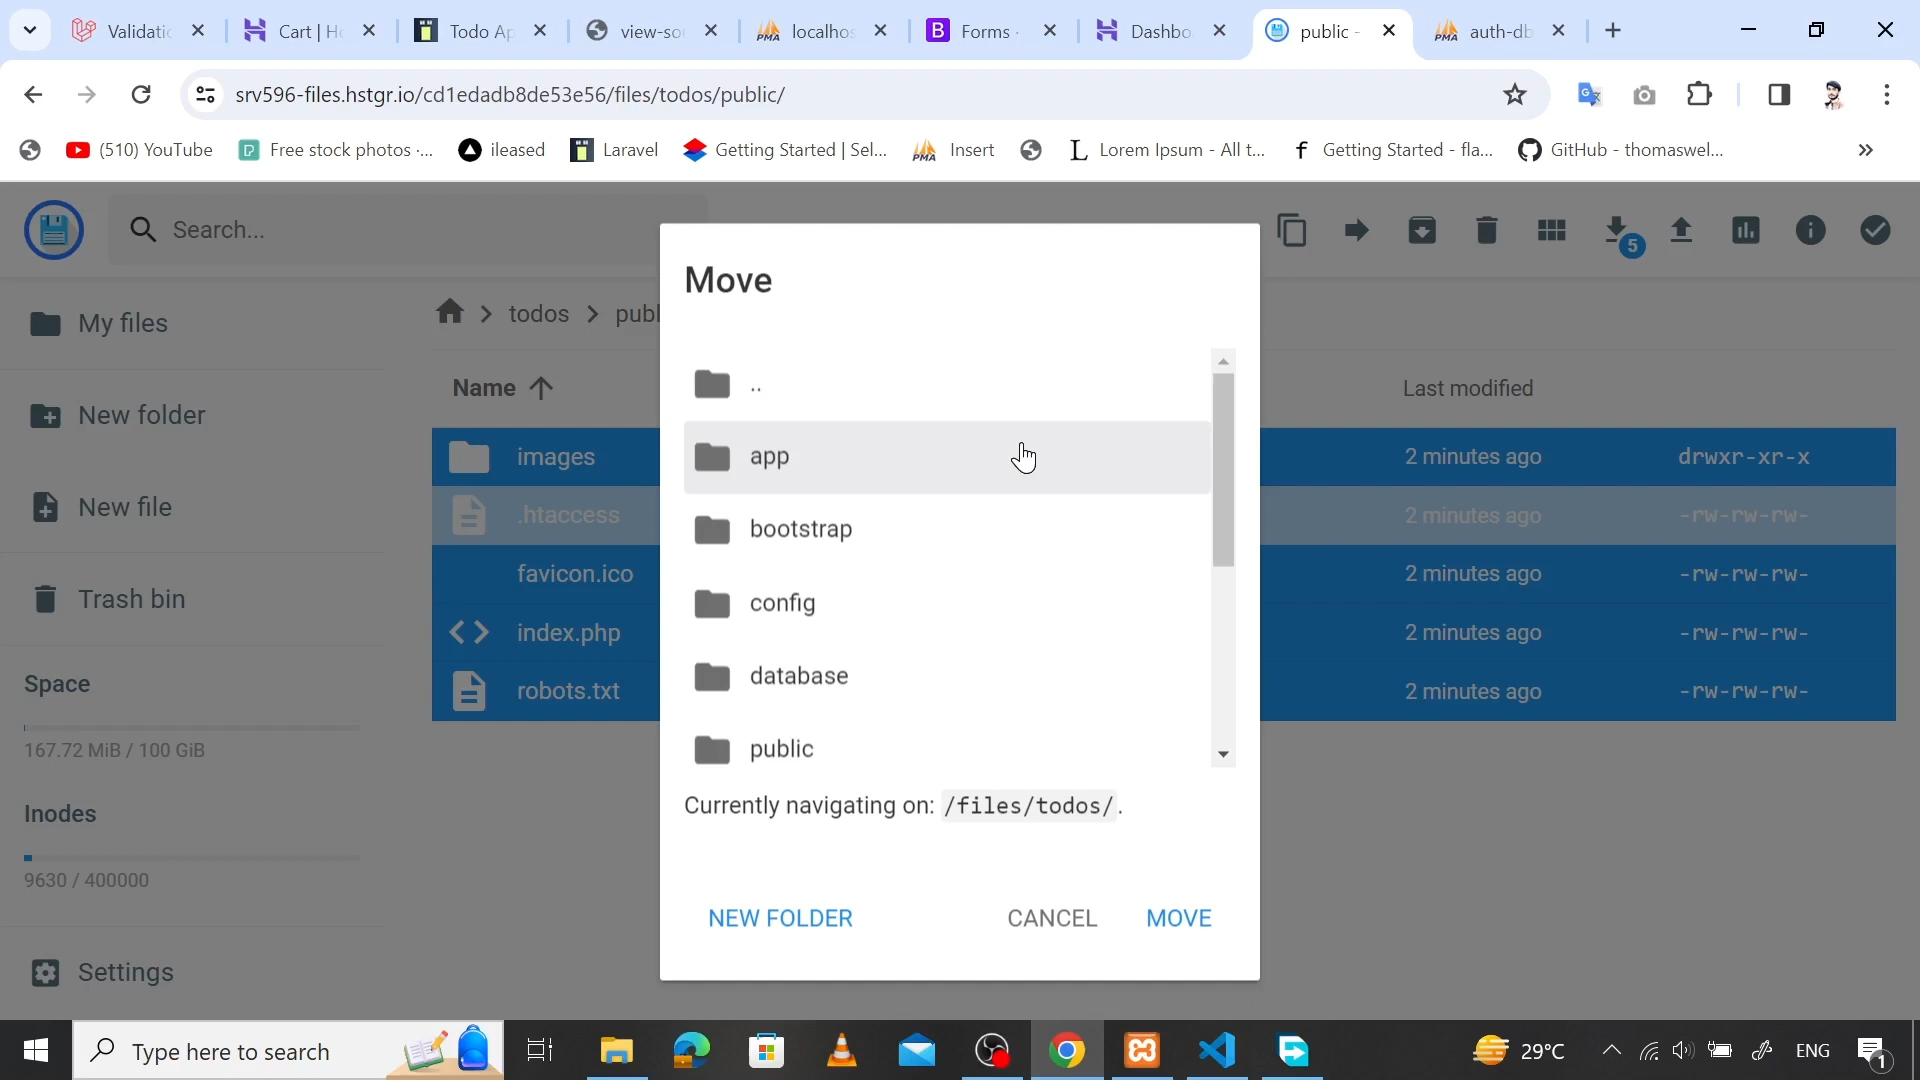 Validatio
Cart | Ho
Todo Ap
view-sou
localhos
Forms ·
Dashbo
public -
auth-db
srv596-files.hstgr.io/cd1edadb8de53e56/files/todos/public/
(510) YouTube
Free stock photos ·...
ileased
Laravel
Getting Started | Sel...
Insert
Lorem Ipsum - All t...
Getting Started - fla...
GitHub - thomaswel...
Search...
5
My files
New folder
New file
Trash bin
Space
167.72 MiB / 100 GiB
Inodes
9630 / 400000
Settings
todos
publ
Name
Last modified
images
2 minutes ago
drwxr-xr-x
.htaccess
2 minutes ago
-rw-rw-rw-
favicon.ico
2 minutes ago
-rw-rw-rw-
index.php
2 minutes ago
-rw-rw-rw-
robots.txt
2 minutes ago
-rw-rw-rw-
Move
..
app
bootstrap
config
database
public
Currently navigating on: /files/todos/.
NEW FOLDER
CANCEL
MOVE
Type here to search
29°C
ENG
1